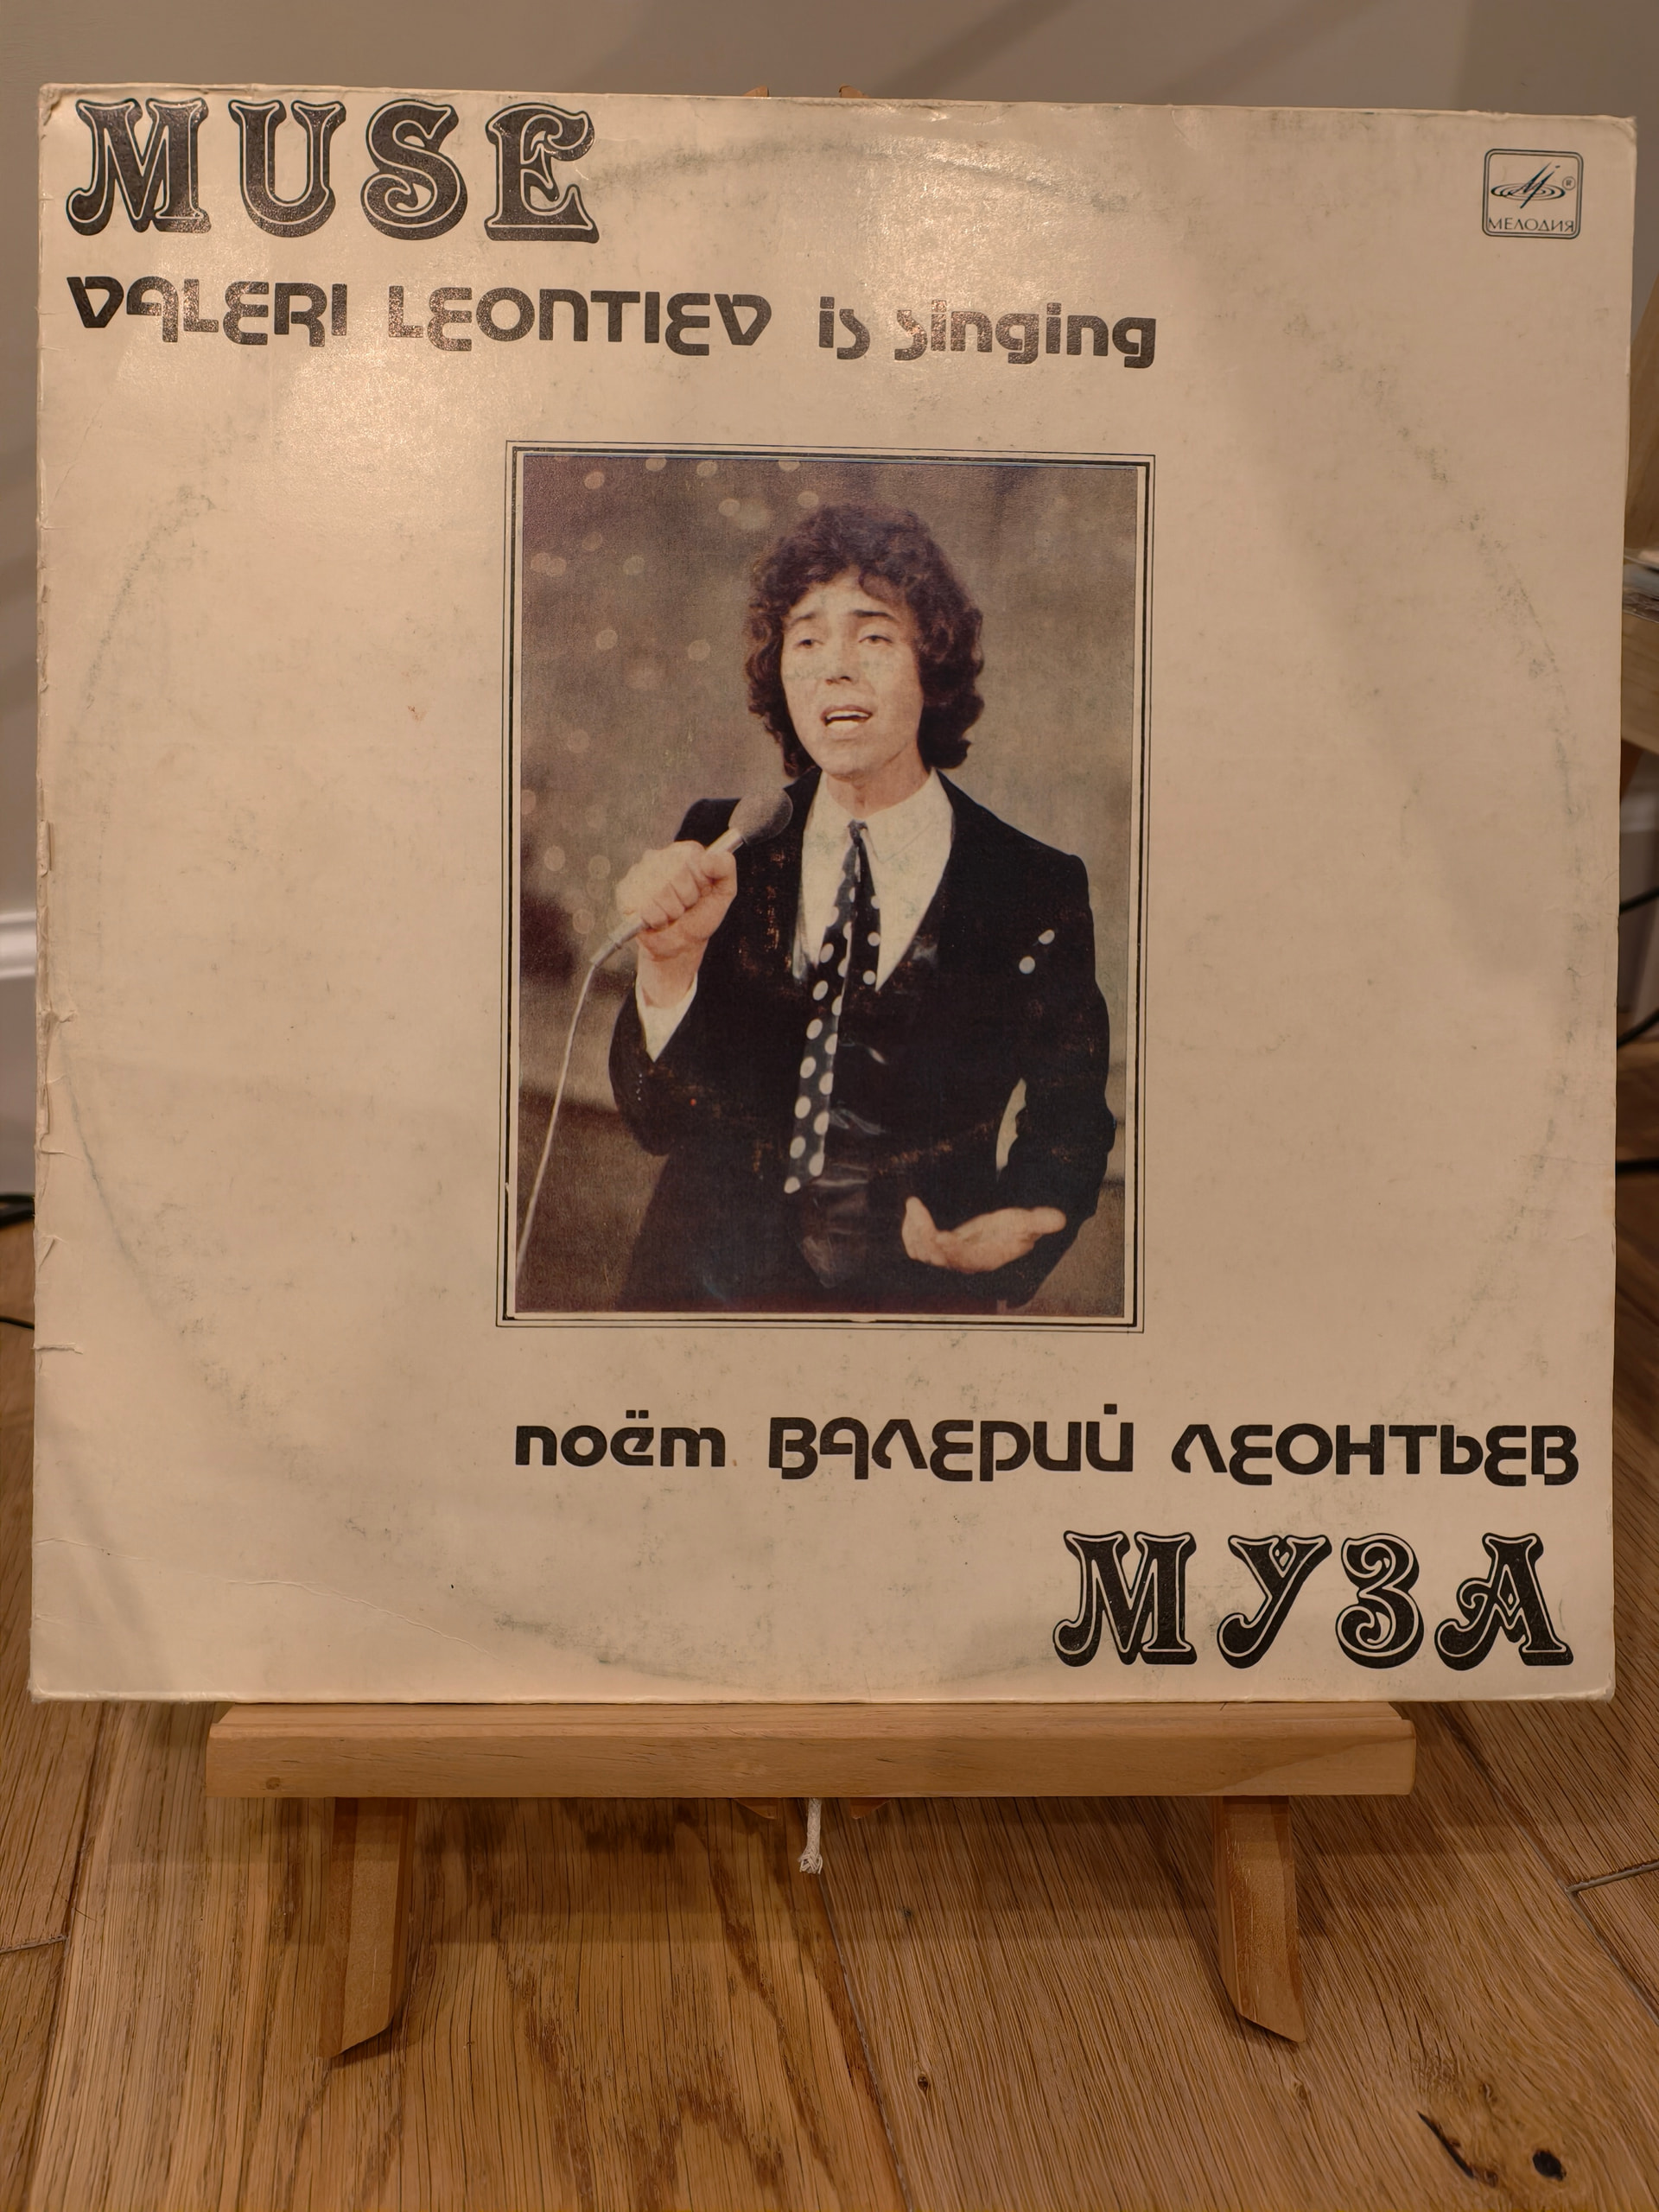 MUSE
МЕЛОДИЯ
VALERI LEONTIEV is singing
поёт ВАЛЕРИЙ ЛЕОНТЬЕВ
МУЗА